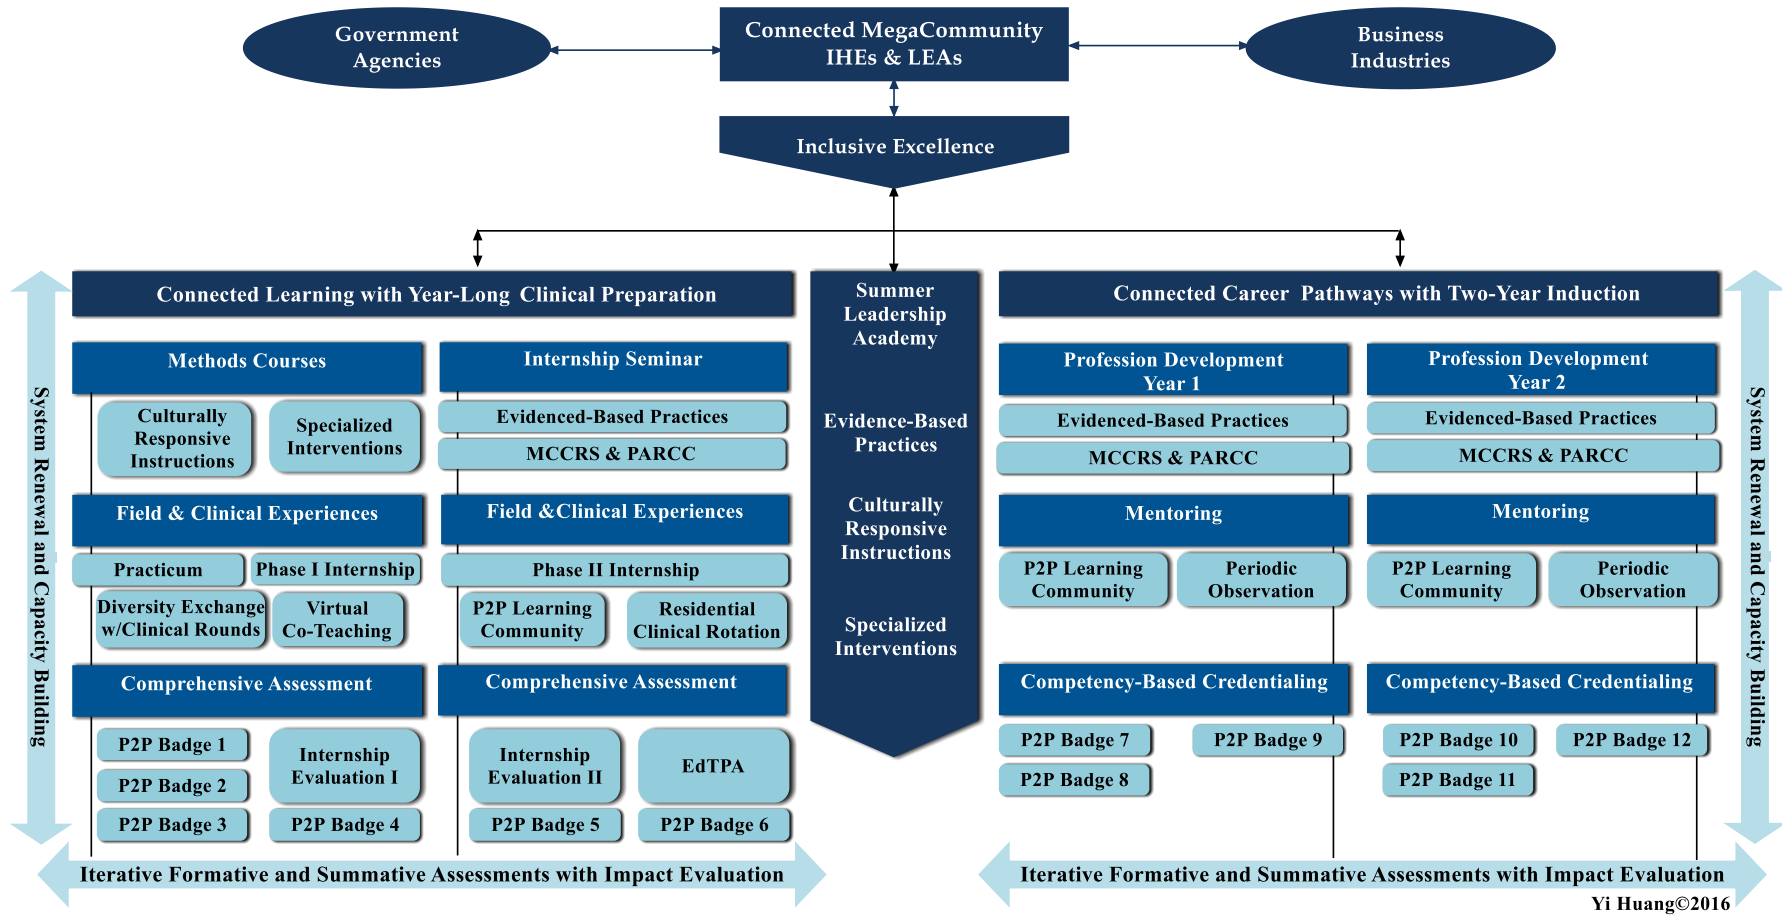 Government
Agencies
Connected MegaCommunity
IHEs & LEAs
Business
Industries
Inclusive Excellence
System Renewal and Capacity Building
Connected Learning with Year-Long Clinical Preparation
Methods Courses
Culturally
Responsive
Instructions
Specialized
Interventions
Field & Clinical Experiences
Practicum
Phase I Internship
Diversity Exchange
w/Clinical Rounds
Virtual
Co-Teaching
Comprehensive Assessment
P2P Badge 1
P2P Badge 2
P2P Badge 3
Internship
Evaluation I
P2P Badge 4
Internship Seminar
Evidenced-Based Practices
MCCRS & PARCC
Field &Clinical Experiences
Phase II Internship
P2P Learning
Community
Residential
Clinical Rotation
Comprehensive Assessment
Internship
Evaluation II
P2P Badge 5
EdTPA
P2P Badge 6
Iterative Formative and Summative Assessments with Impact Evaluation
Summer
Leadership
Academy
Evidence-Based
Practices
Culturally
Responsive
Instructions
Specialized
Interventions
Connected Career Pathways with Two-Year Induction
Profession Development
Year 1
Evidenced-Based Practices
MCCRS & PARCC
Mentoring
P2P Learning
Community
Periodic
Observation
Competency-Based Credentialing
P2P Badge 7
P2P Badge 8
P2P Badge 9
Profession Development
Year 2
Evidenced-Based Practices
MCCRS & PARCC
Mentoring
P2P Learning
Community
Periodic
Observation
Competency-Based Credentialing
P2P Badge 10
P2P Badge 11
P2P Badge 12
System Renewal and Capacity Building
Iterative Formative and Summative Assessments with Impact Evaluation
Yi Huang©2016